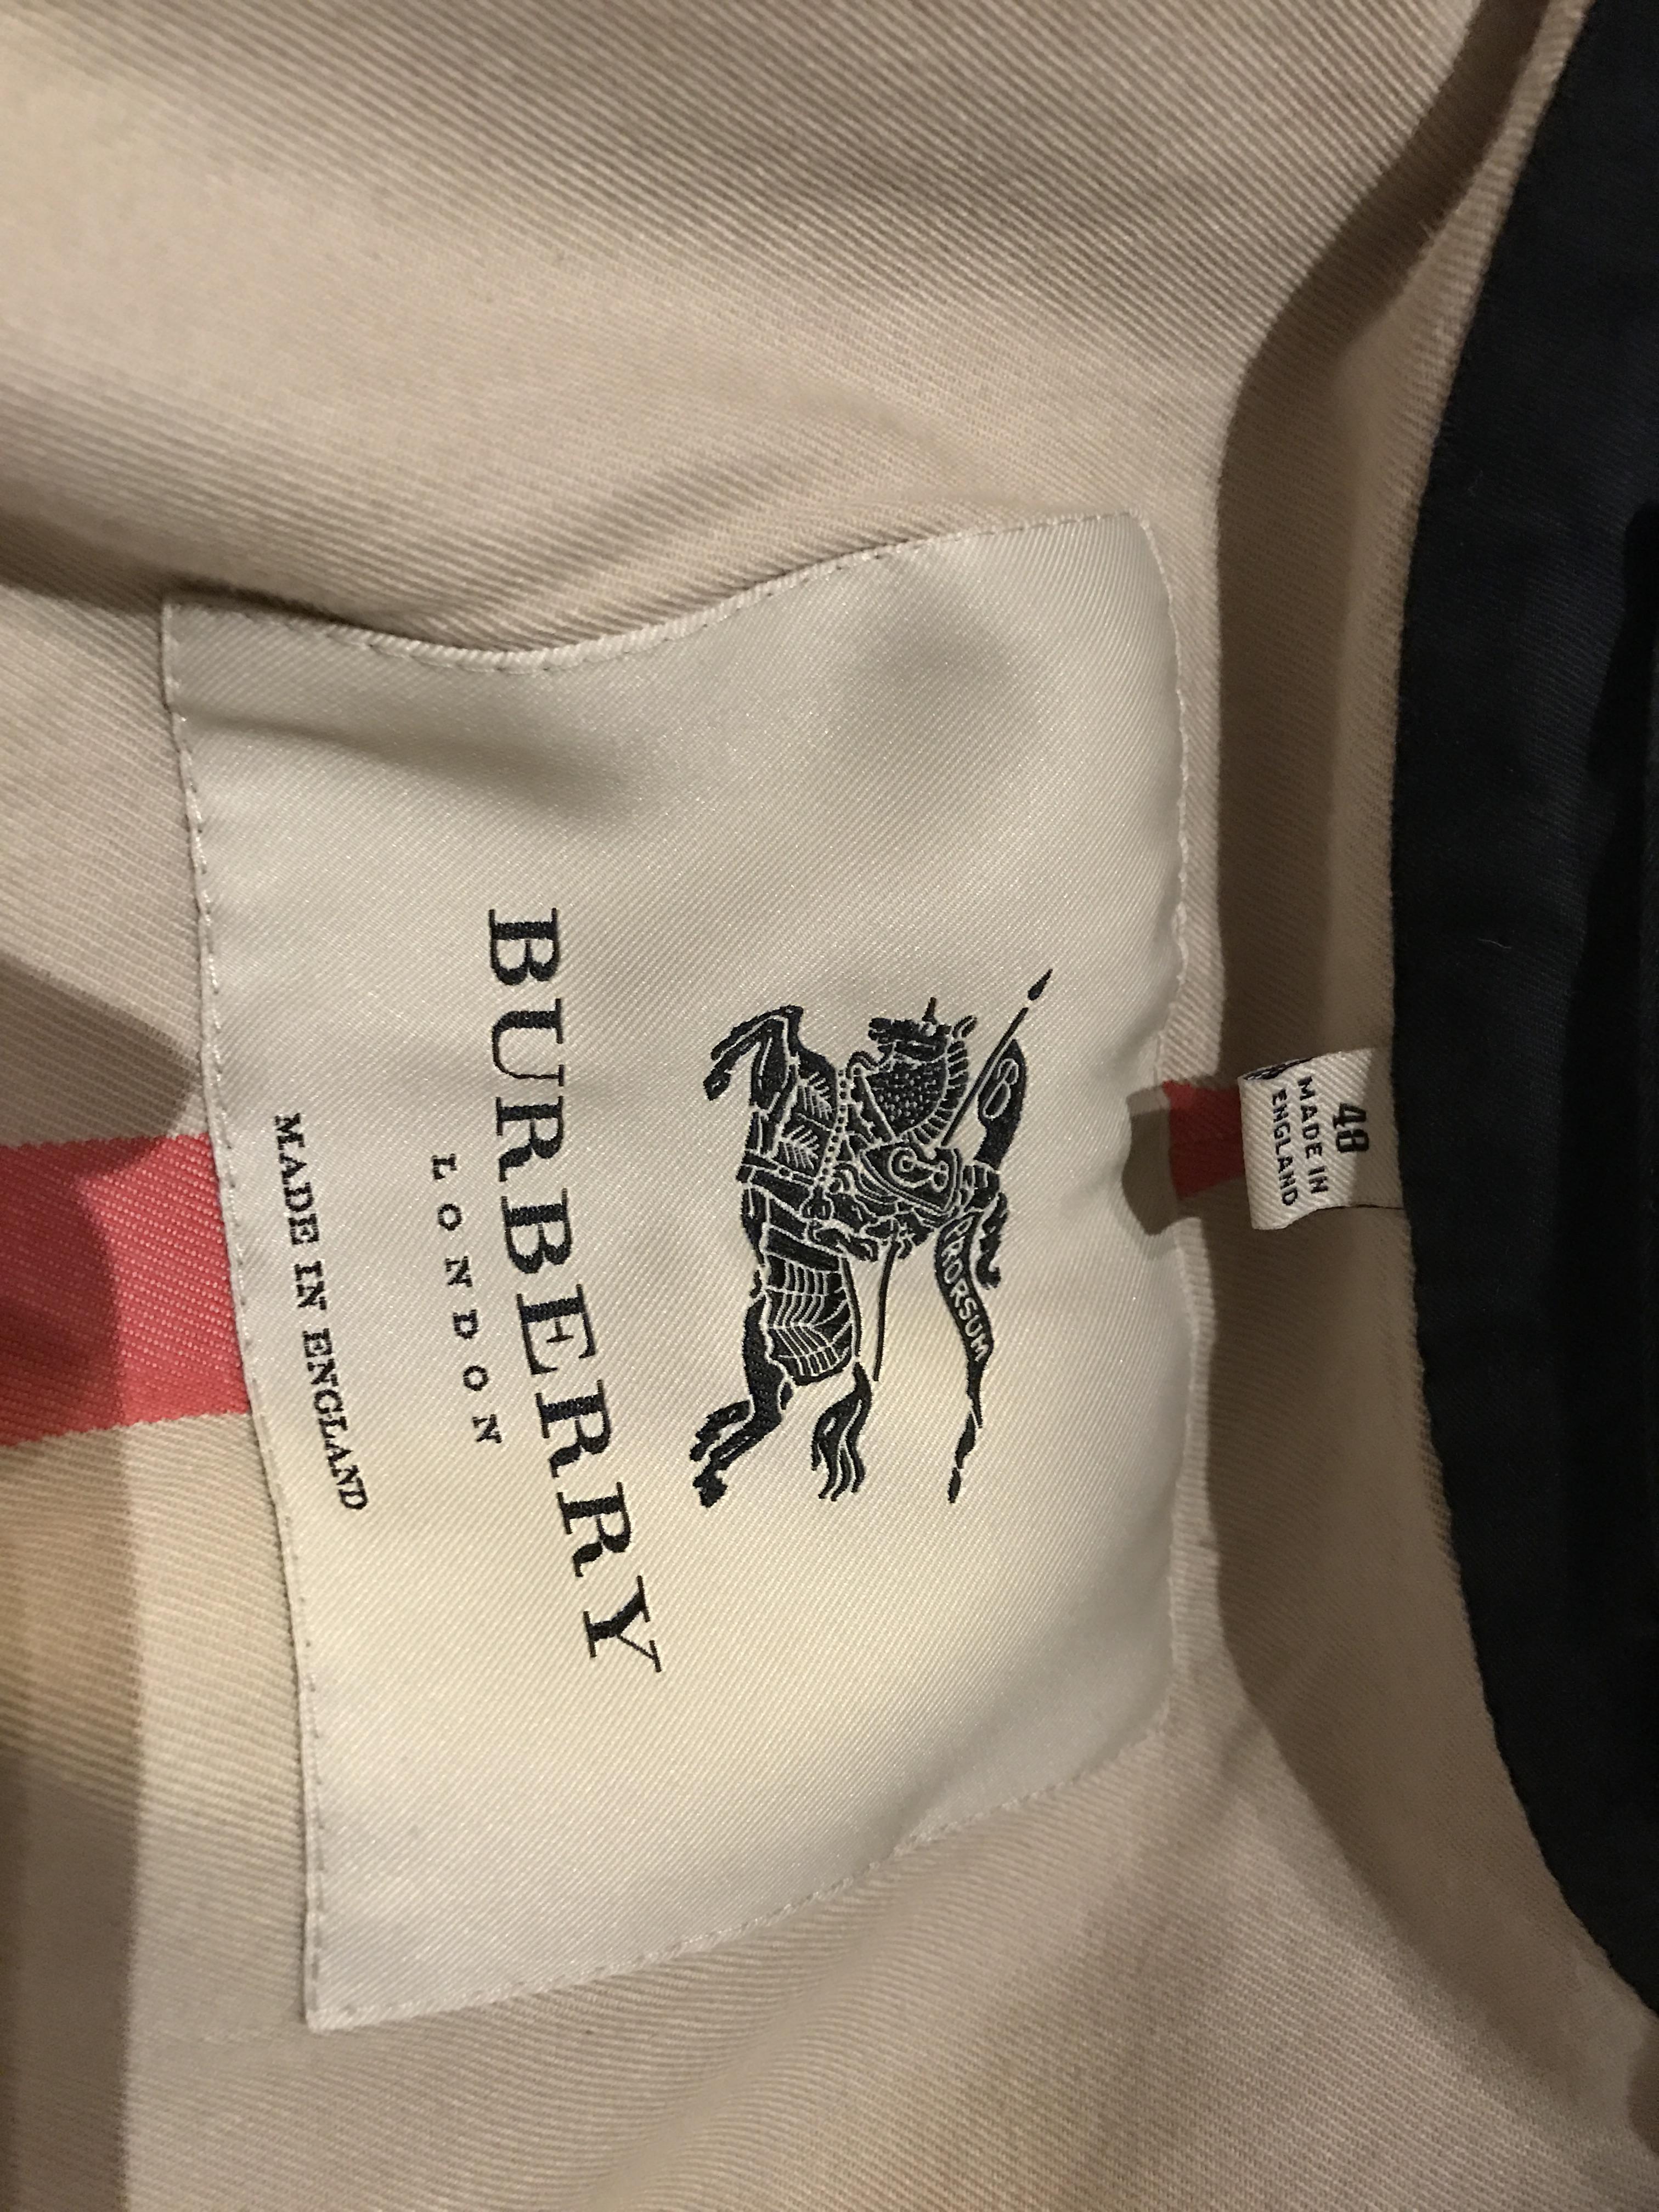 48
MADE IN
ENGLAND
PRORSUM
BURBERRY
LONDON
MADE IN ENGLAND